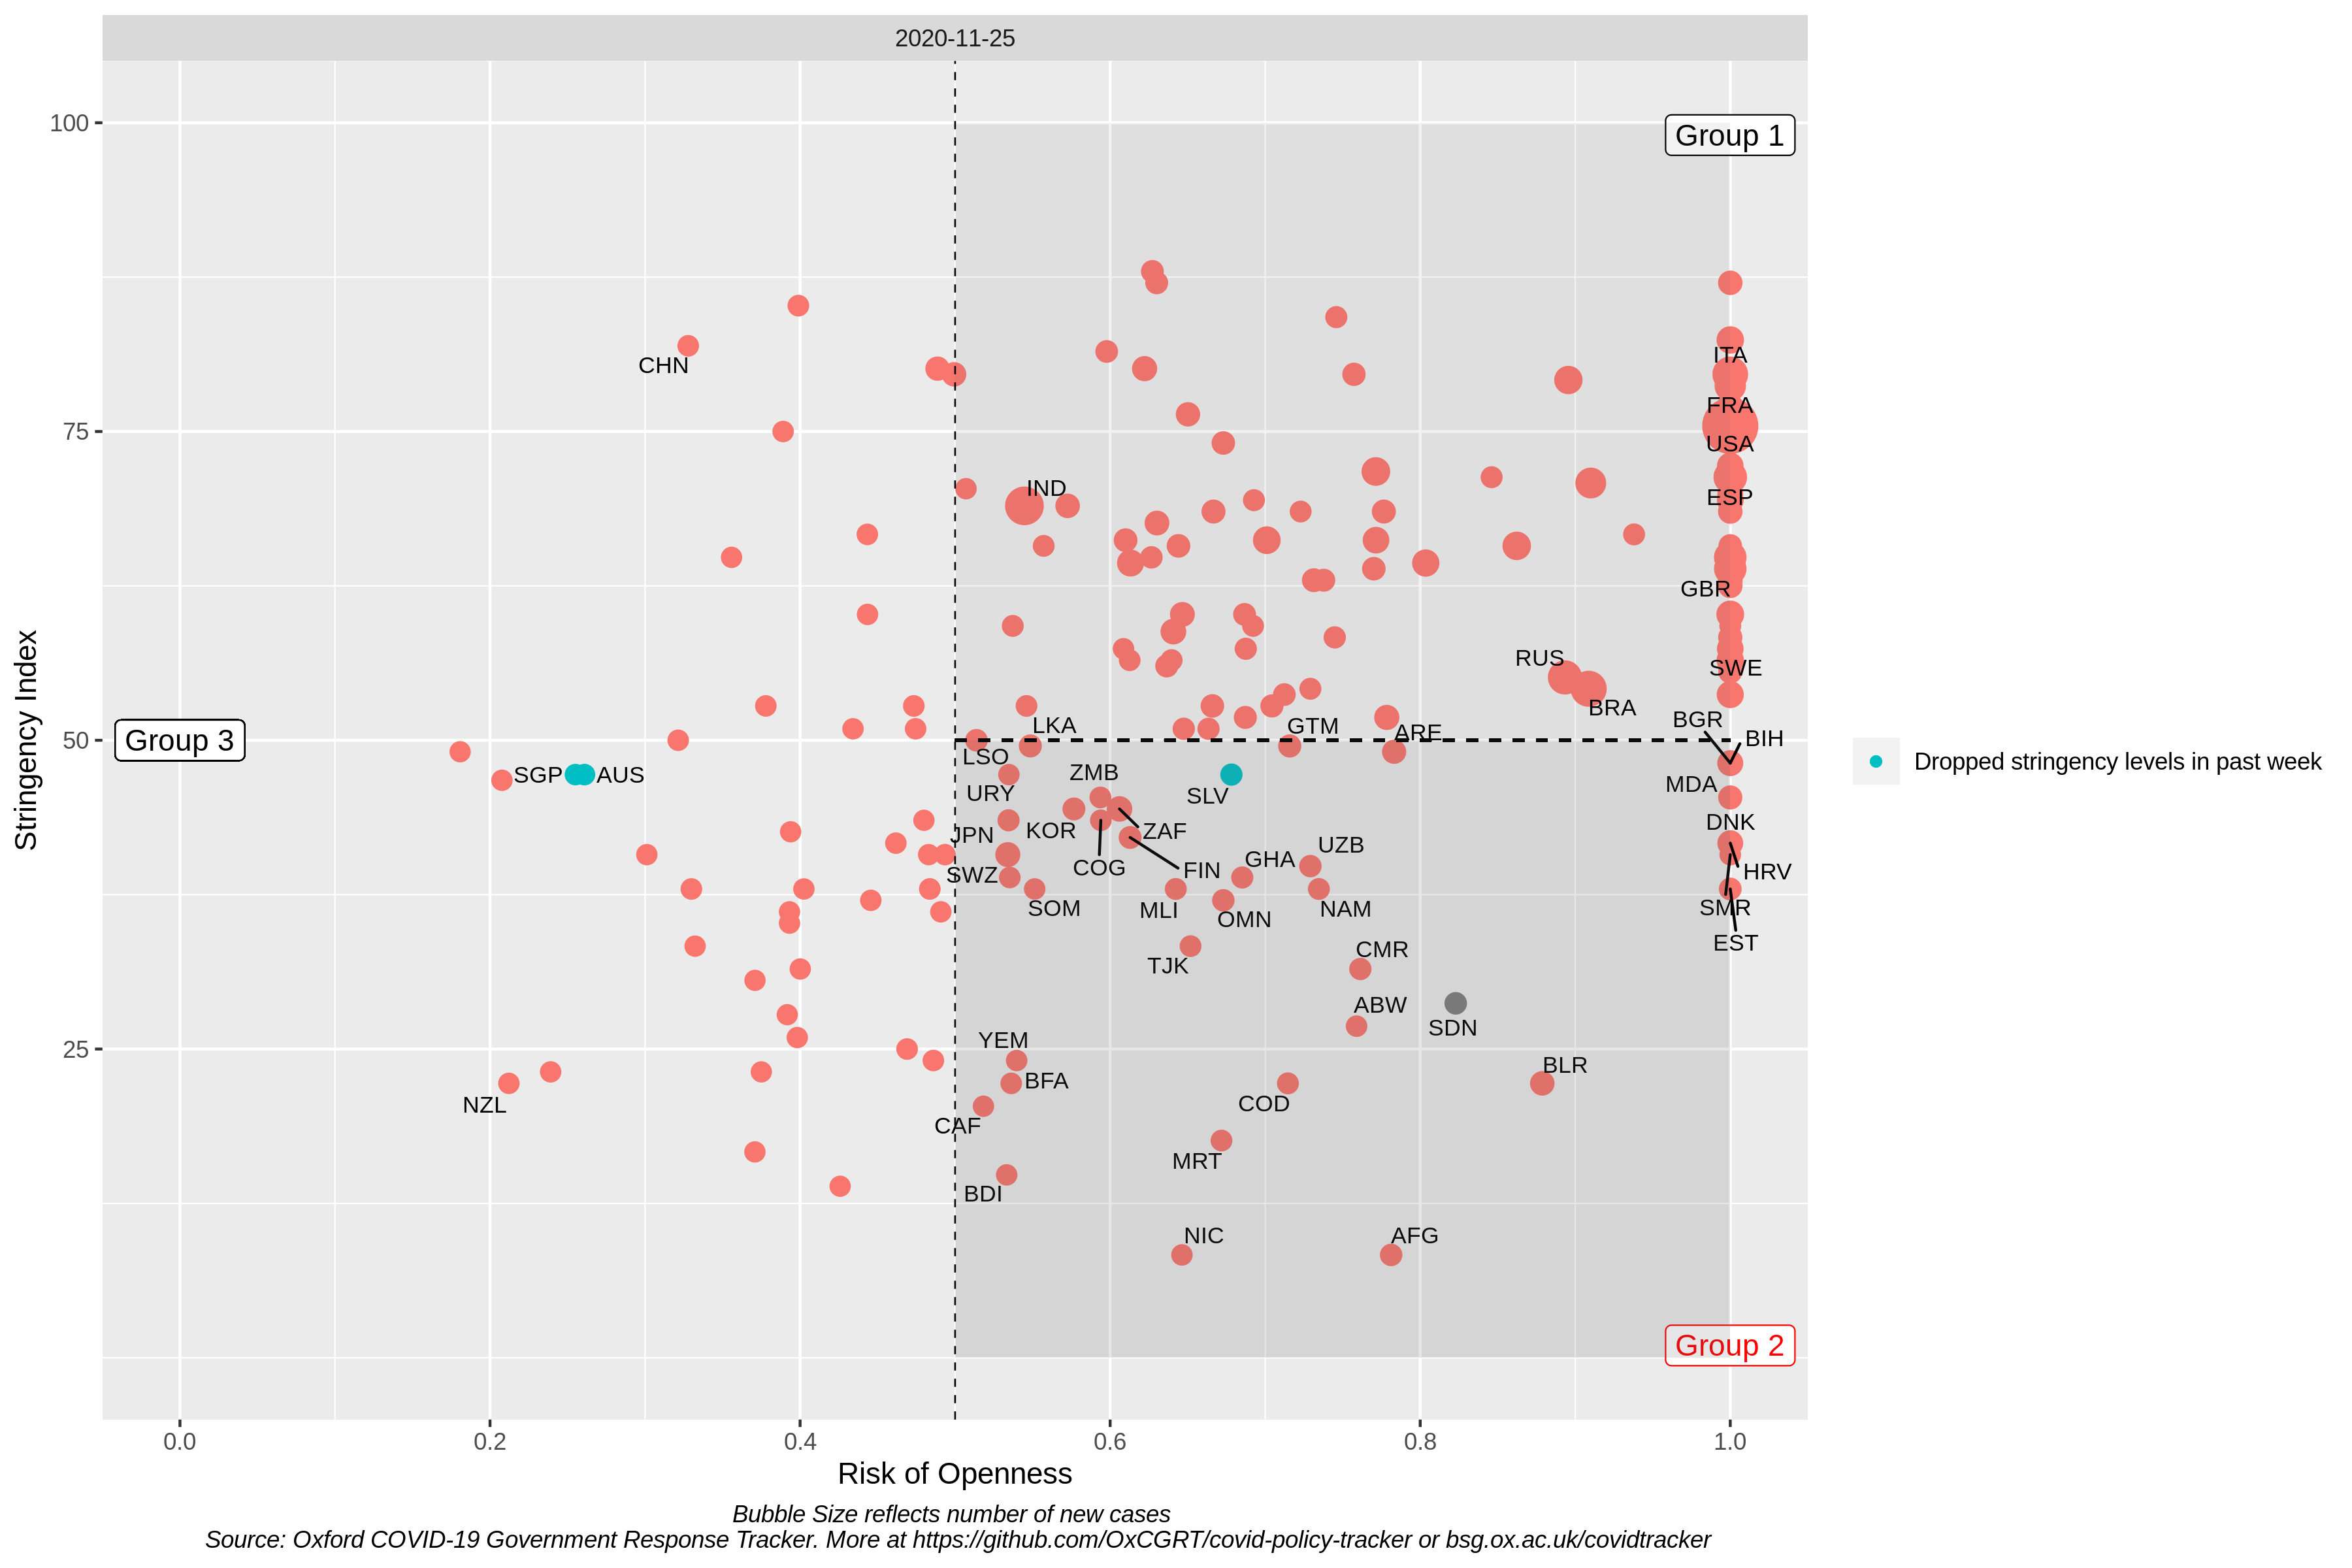 2020-11-25
100
Group 1
ITA
CHN
FRA
75
USA
IND
ESP
GBR
RUS
SWE
BRA
BGR
LKA
GTM
ARE
BIH
50
Group 3
LSO
ZMB
SGP
AUS
MDA
URY
SLV
DNK
JPN
KOR
ZAF
UZB
COG
GHA
FIN
HRV
SWZ
SOM
MLI
OMN
NAM
SMR
EST
CMR
TJK
ABW
SDN
YEM
25
BLR
BFA
NZL
COD
CAF
MRT
BDI
NIC
AFG
Group 2
Stringency Index
0.0
0.2
0.4
0.6
0.8
1.0
Risk of Openness
Dropped stringency levels in past week
Bubble Size reflects number of new cases
Source: Oxford COVID-19 Government Response Tracker. More at https://github.com/OxCGRT/covid-policy-tracker or bsg.ox.ac.uk/covidtracker